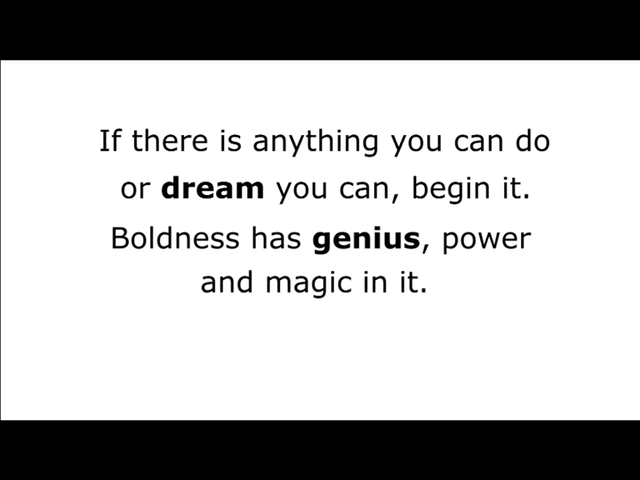 If there is anything you can do
or dream you can, begin it.
Boldness has genius, power
and magic in it.